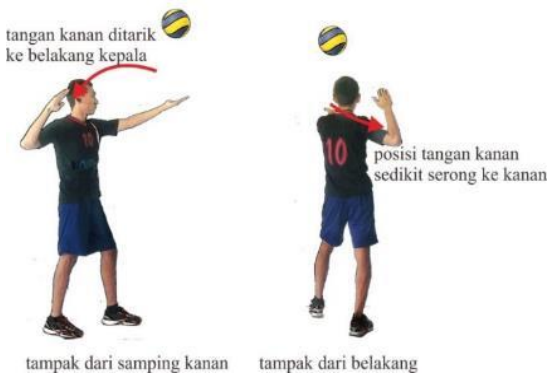 tangan kanan ditarik
ke belakang kepala
10
10
posisi tangan kanan
sedikit serong ke kanan
tampak dari samping kanan
tampak dari belakang